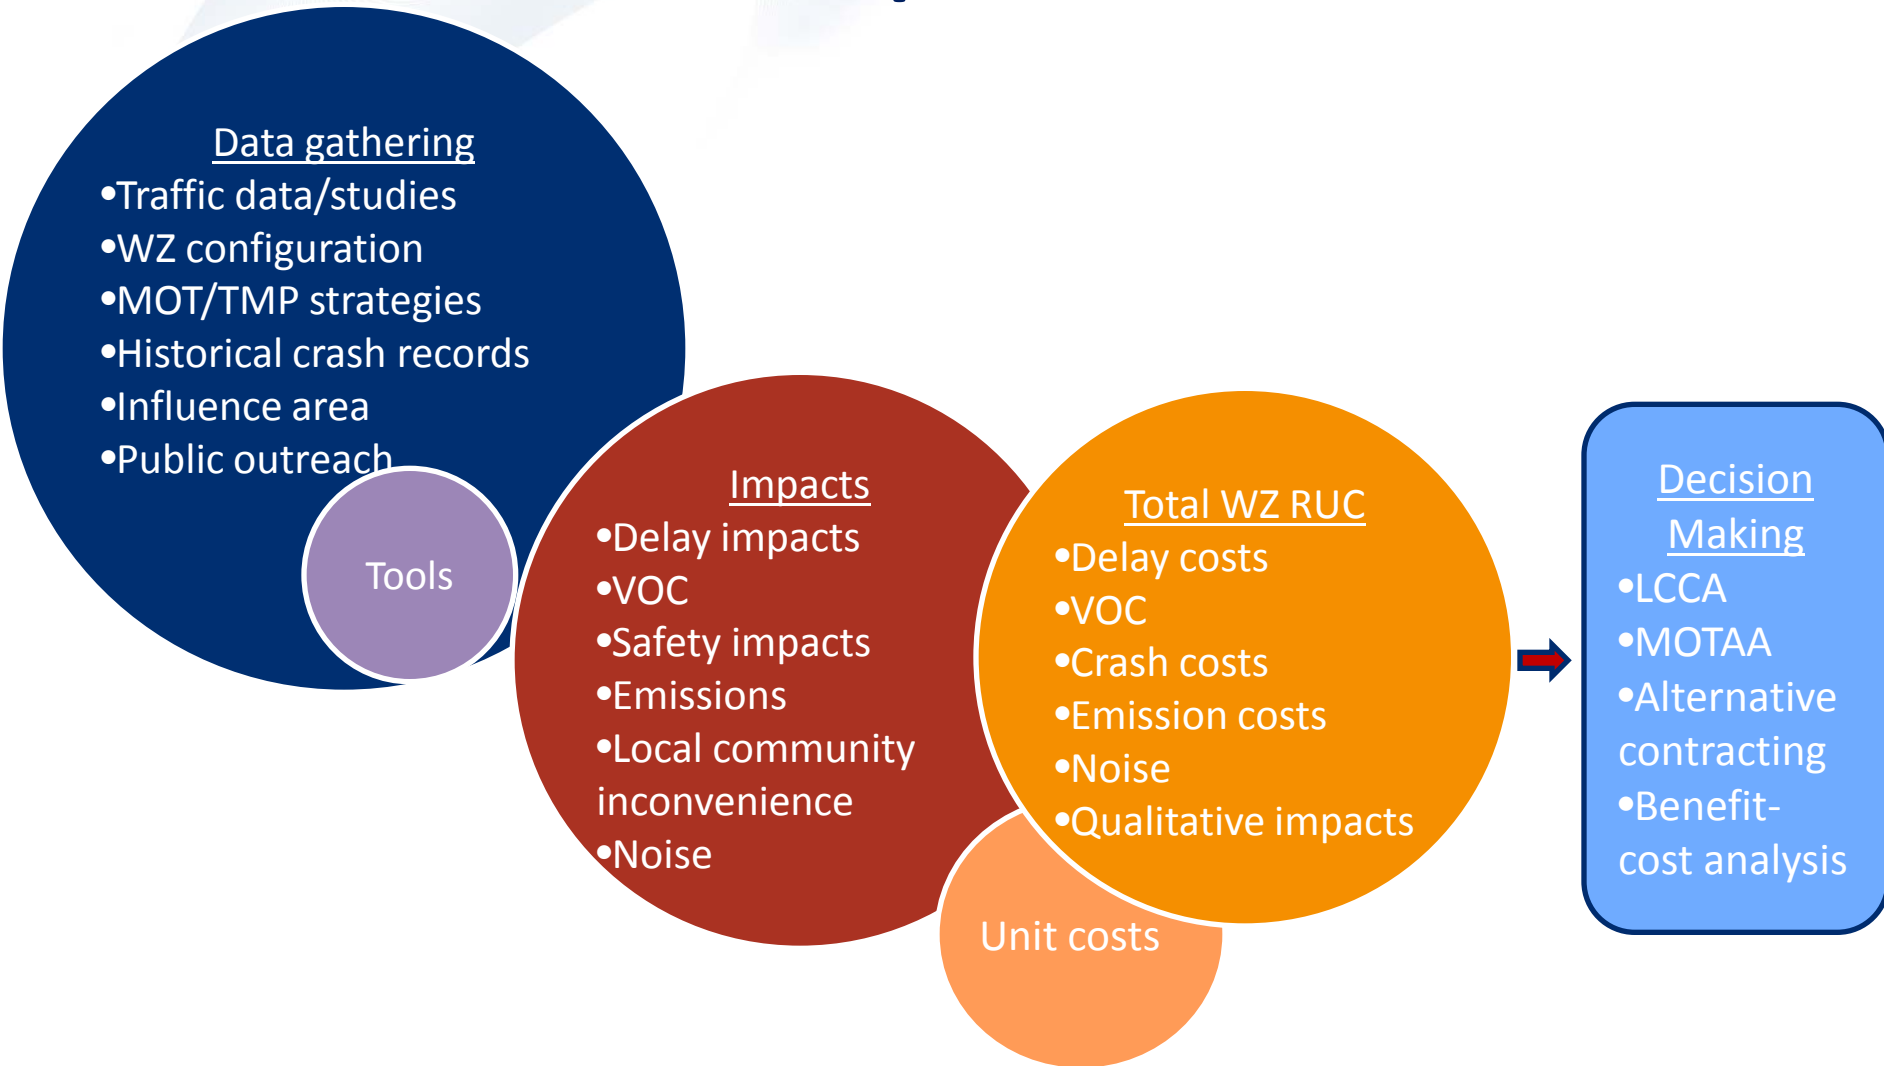 Data gathering
•Traffic data/studies
•WZ configuration
•MOT/TMP strategies
•Historical crash records
•Influence area
•Public outreach
Tools
Impacts
•Delay impacts
•VOC
•Safety impacts
•Emissions
•Local community
inconvenience
•Noise
Total WZ RUC
•Delay costs
•VOC
•Crash costs
•Emission costs
•Noise
•Qualitative impacts
Unit costs
Decision
Making
•LCCA
•MOTAA
•Alternative
contracting
•Benefit-
cost analysis